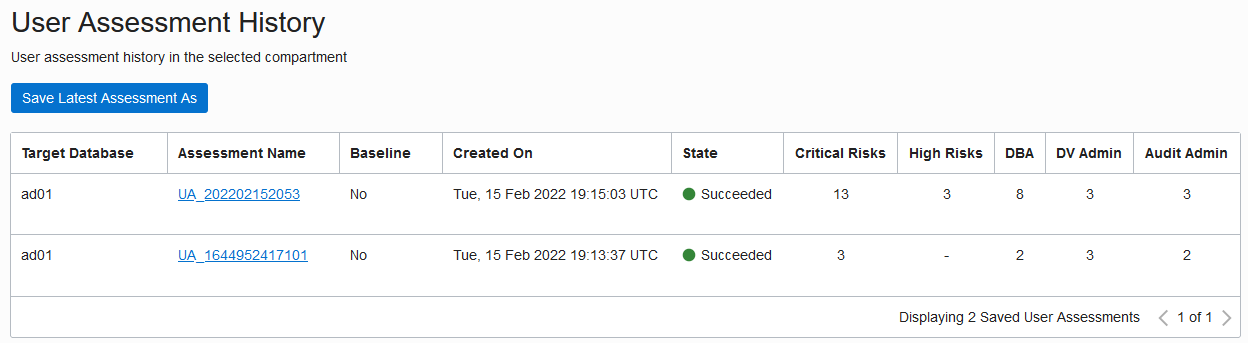 User Assessment History
User assessment history in the selected compartment
Save Latest Assessment As
Target Database Assessment Name Baseline Created On State Critical Risks High Risks DBA DV Admin Audit Admin
ad01 UA_202202152053 No Tue, 15 Feb 2022 19:15:03 UTC Succeeded 13 3 8 3 3
ad01 UA_1644952417101 No Tue, 15 Feb 2022 19:13:37 UTC Succeeded 3 - 2 3 2
Displaying 2 Saved User Assessments 1 of 1